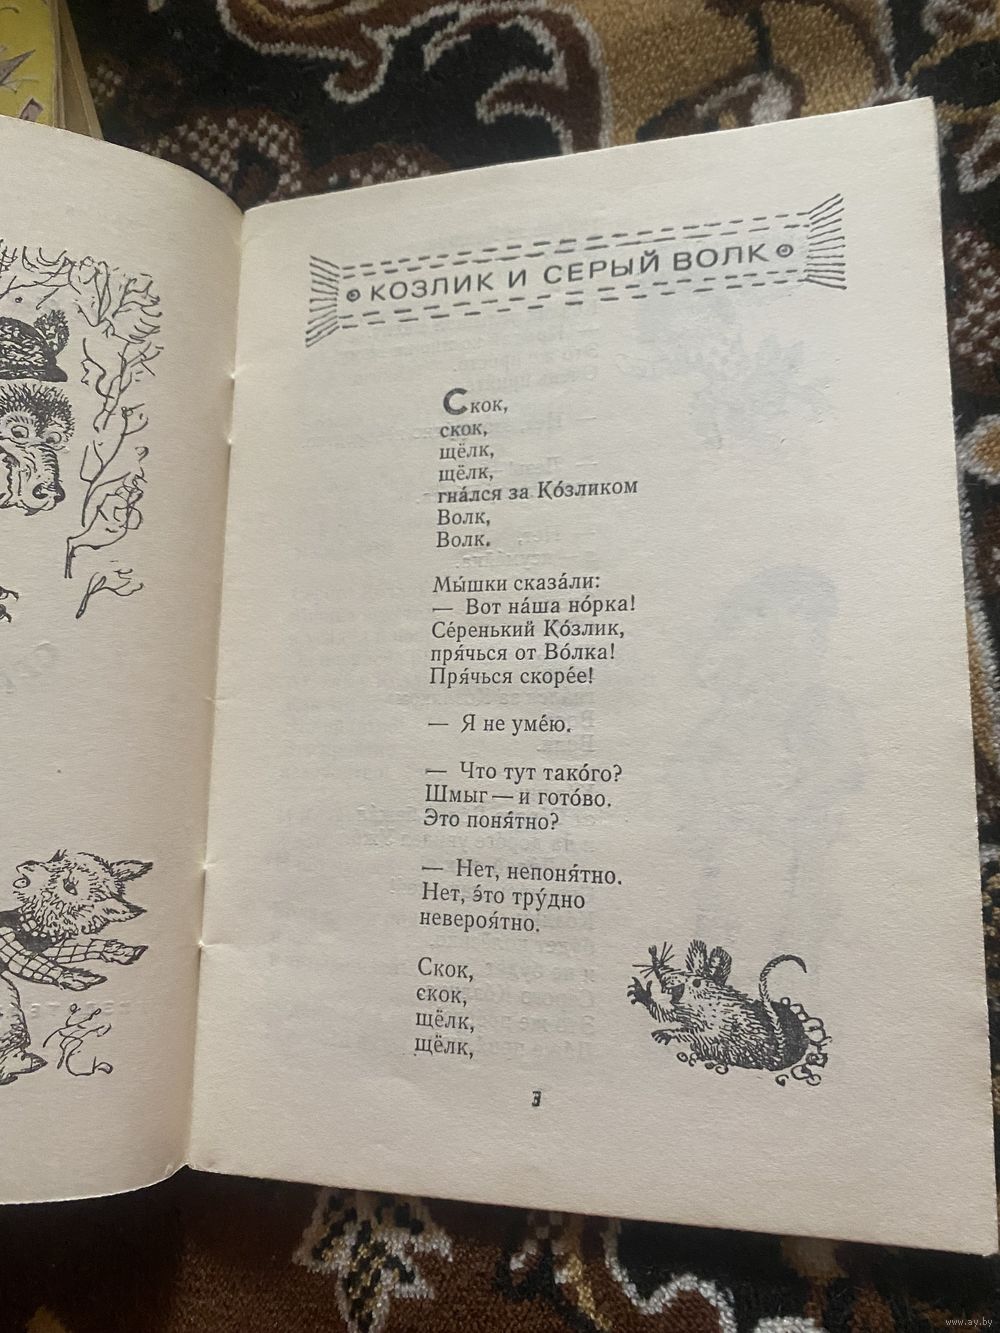 КОЗЛИК И СЕРЫЙ ВОЛК
Скок,
скок,
щёлк,
щёлк,
гна́лся за Ко́зликом
Волк,
Волк.
Мы́шки сказа́ли:
— Вот на́ша но́рка!
Се́ренький Ко́злик,
пря́чься от Во́лка!
Пря́чься скоре́е!
— Я не уме́ю.
— Что тут тако́го?
Шмыг — и гото́во.
Это поня́тно?
— Нет, непоня́тно.
Нет, э́то тру́дно
невероя́тно.
Скок,
скок,
щёлк,
щёлк,
3
www.ay.by